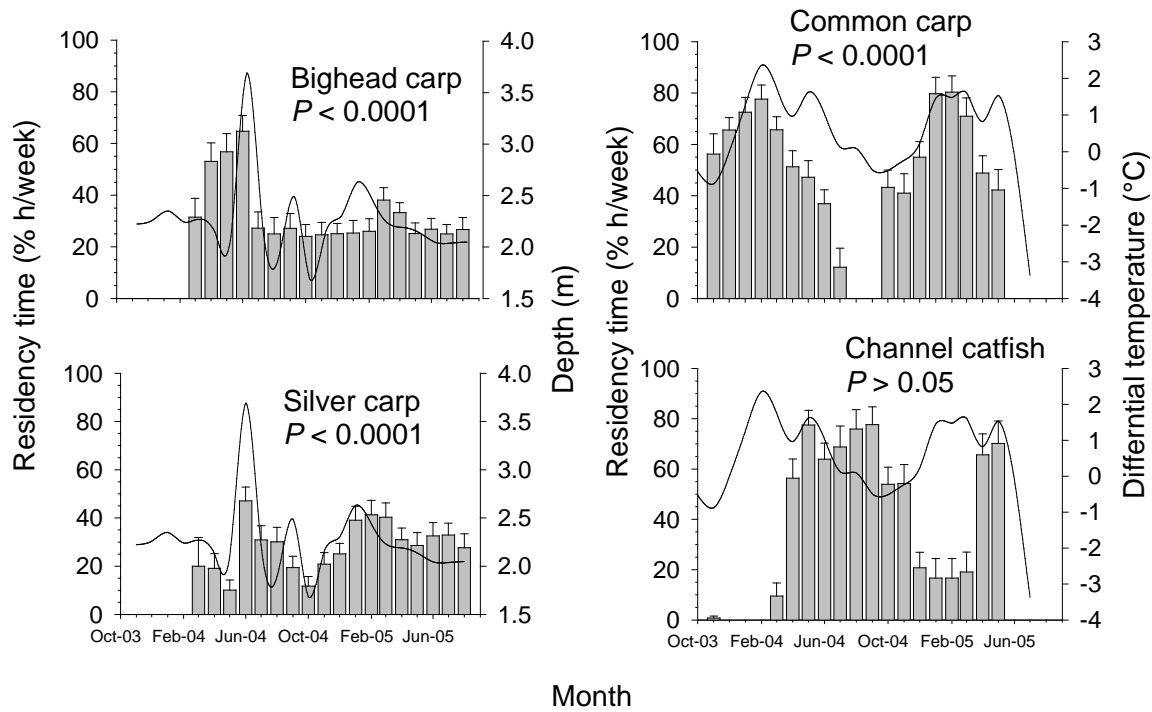 Bighead carp
P < 0.0001
100
80
60
40
20
0
4.0
3.5
3.0
2.5
2.0
1.5
Common carp
P < 0.0001
100
80
60
40
20
0
3
2
1
0
-1
-2
-3
-4
Silver carp
P < 0.0001
100
80
60
40
20
0
4.0
3.5
3.0
2.5
2.0
1.5
Oct-03
Feb-04
Jun-04
Oct-04
Feb-05
Jun-05
Channel catfish
P > 0.05
100
80
60
40
20
0
3
2
1
0
-1
-2
-3
-4
Oct-03
Feb-04
Jun-04
Oct-04
Feb-05
Jun-05
Residency time (% h/week)
Residency time (% h/week)
Depth (m)
Residency time (% h/week)
Residency time (% h/week)
Differntial temperature (°C)
Month